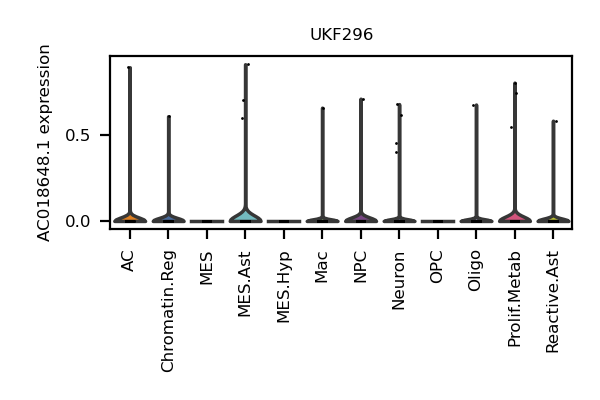 UKF296
AC018648.1 expression
0.5
0.0
AC
Chromatin.Reg
MES
MES.Ast
MES.Hyp
Mac
NPC
Neuron
OPC
Oligo
Prolif.Metab
Reactive.Ast